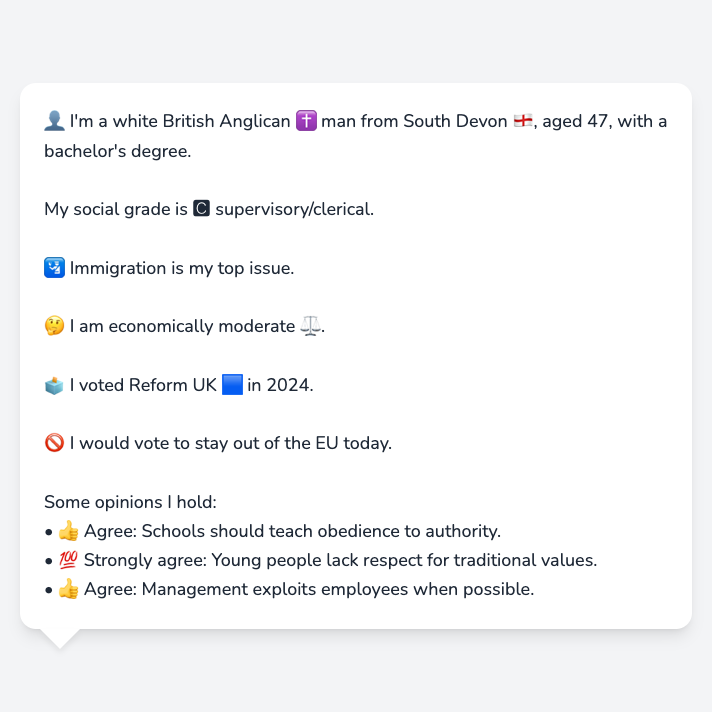 👤 I'm a white British Anglican ✝️ man from South Devon 🏴󠁧󠁢󠁥󠁮󠁧󠁿, aged 47, with a
bachelor's degree.
My social grade is 🅲 supervisory/clerical.
🛂 Immigration is my top issue.
🤔 I am economically moderate ⚖️.
🗳️ I voted Reform UK 🟦 in 2024.
🚫 I would vote to stay out of the EU today.
Some opinions I hold:
• 👍 Agree: Schools should teach obedience to authority.
• 💯 Strongly agree: Young people lack respect for traditional values.
• 👍 Agree: Management exploits employees when possible.